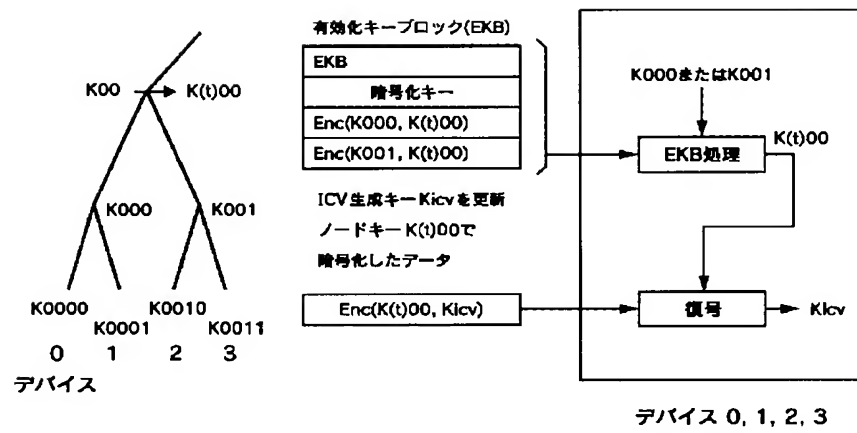 K00
K(t)00
K000
K001
K0000
K0001
K0010
K0011
0 1 2 3
デバイス
有効化キーブロック(EKB)
EKB
暗号化キー
Enc(K000, K(t)00)
Enc(K001, K(t)00)
ICV生成キーKicvを更新
ノードキーK(t)00で
暗号化したデータ
Enc(K(t)00, Kicv)
K000またはK001
EKB処理
K(t)00
復号
Kicv
デバイス 0, 1, 2, 3